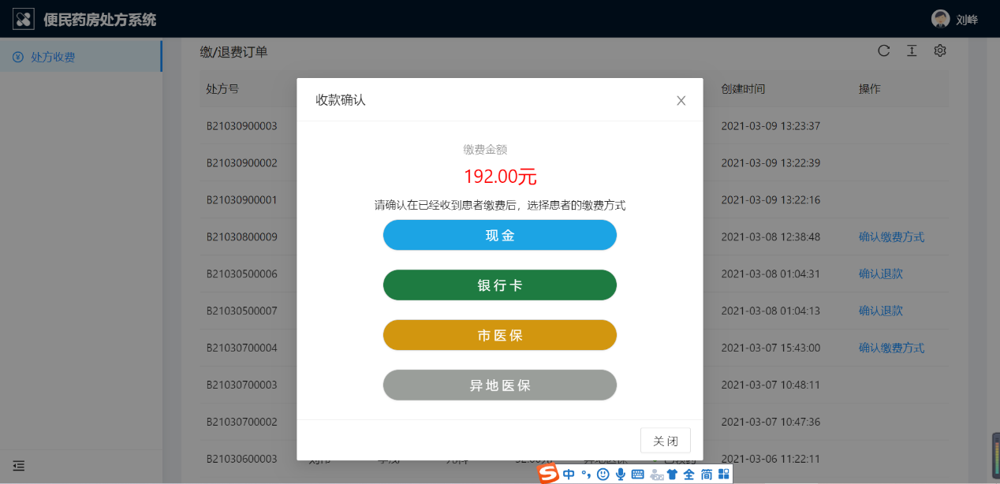 便民药房处方系统
刘峰
处方收费
缴/退费订单
处方号 创建时间 操作
收款确认
缴费金额
192.00元
请确认在已经收到患者缴费后，选择患者的缴费方式
现金
银行卡
市医保
异地医保
关闭
B21030900003 2021-03-09 13:23:37
B21030900002 2021-03-09 13:22:39
B21030900001 2021-03-09 13:22:16
B21030800009 2021-03-08 12:38:48 确认缴费方式
B21030500006 2021-03-08 01:04:31 确认退款
B21030500007 2021-03-08 01:04:13 确认退款
B21030700004 2021-03-07 15:43:00 确认缴费方式
B21030700003 2021-03-07 10:48:11
B21030700002 2021-03-07 10:47:36
B21030600003 2021-03-06 11:22:11
S 中 全 简